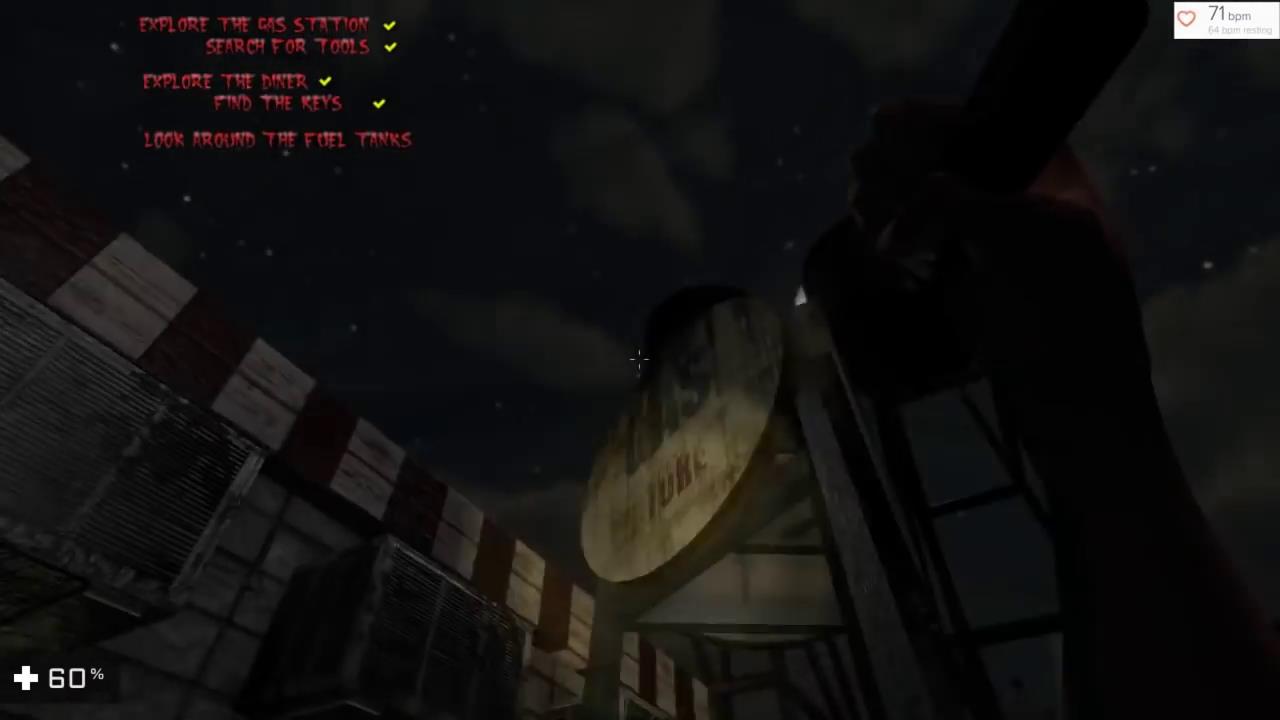 EXPLORE THE GAS STATION
SEARCH FOR TOOLS
EXPLORE THE DINER
FIND THE KEYS
LOOK AROUND THE FUEL TANKS
71 bpm
64 bpm resting
60%